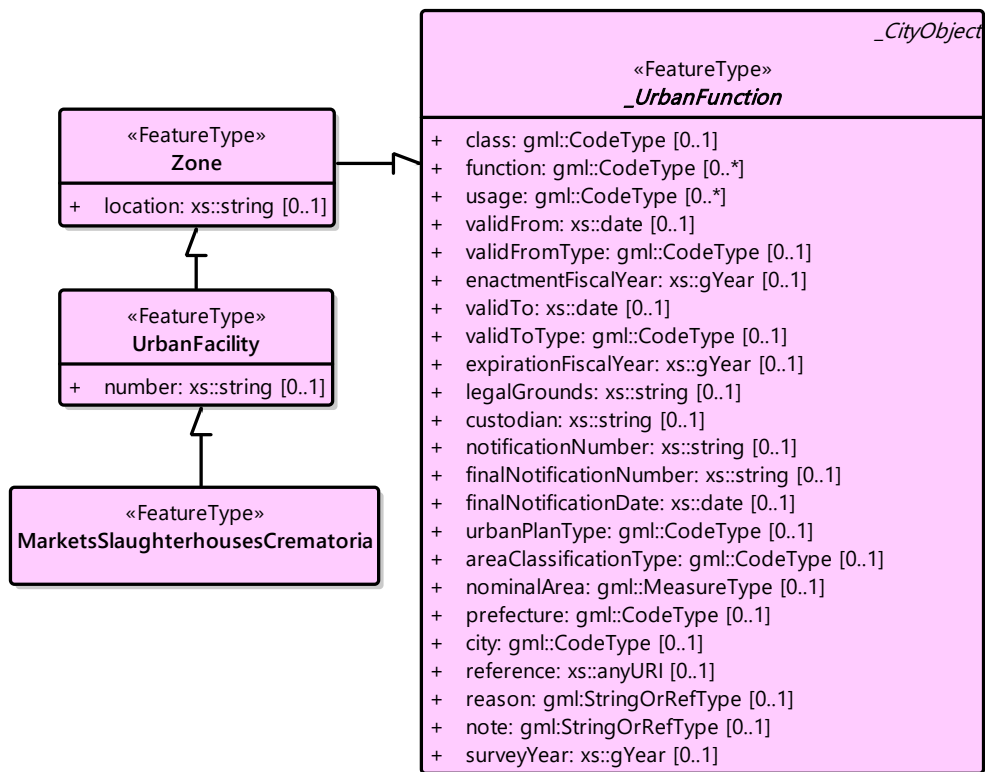 _CityObject
«FeatureType»
_UrbanFunction
+ class: gml::CodeType [0..1]
+ function: gml::CodeType [0..*]
+ usage: gml::CodeType [0..*]
+ validFrom: xs::date [0..1]
+ validFromType: gml::CodeType [0..1]
+ enactmentFiscalYear: xs::gYear [0..1]
+ validTo: xs::date [0..1]
+ validToType: gml::CodeType [0..1]
+ expirationFiscalYear: xs::gYear [0..1]
+ legalGrounds: xs::string [0..1]
+ custodian: xs::string [0..1]
+ notificationNumber: xs::string [0..1]
+ finalNotificationNumber: xs::string [0..1]
+ finalNotificationDate: xs::date [0..1]
+ urbanPlanType: gml::CodeType [0..1]
+ areaClassificationType: gml::CodeType [0..1]
+ nominalArea: gml::MeasureType [0..1]
+ prefecture: gml::CodeType [0..1]
+ city: gml::CodeType [0..1]
+ reference: xs::anyURI [0..1]
+ reason: gml:StringOrRefType [0..1]
+ note: gml:StringOrRefType [0..1]
+ surveyYear: xs::gYear [0..1]
«FeatureType»
Zone
+ location: xs::string [0..1]
«FeatureType»
UrbanFacility
+ number: xs::string [0..1]
«FeatureType»
MarketsSlaughterhousesCrematoria